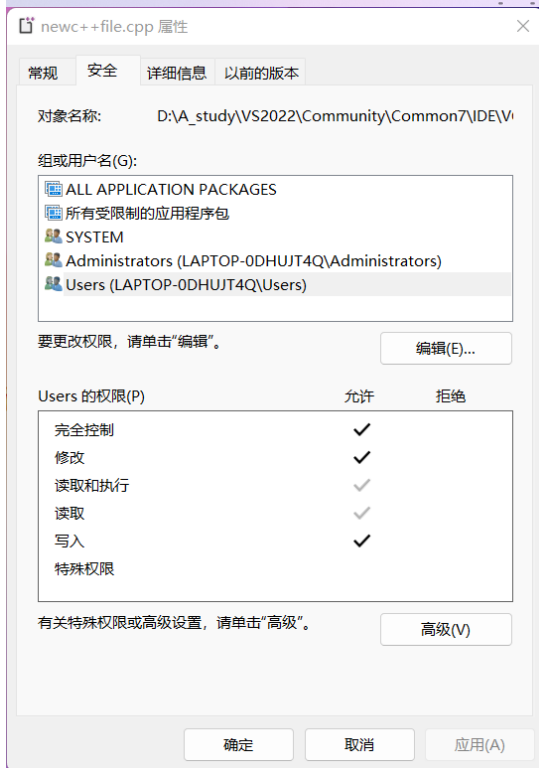 newc++file.cpp 属性
常规 安全 详细信息 以前的版本
对象名称: D:\A_study\VS2022\Community\Common7\IDE\V
组或用户名(G):
ALL APPLICATION PACKAGES
所有受限制的应用程序包
SYSTEM
Administrators (LAPTOP-0DHUJT4Q\Administrators)
Users (LAPTOP-0DHUJT4Q\Users)
要更改权限，请单击“编辑”。
编辑(E)...
Users 的权限(P) 允许 拒绝
完全控制
修改
读取和执行
读取
写入
特殊权限
有关特殊权限或高级设置，请单击“高级”。
高级(V)
确定 取消 应用(A)